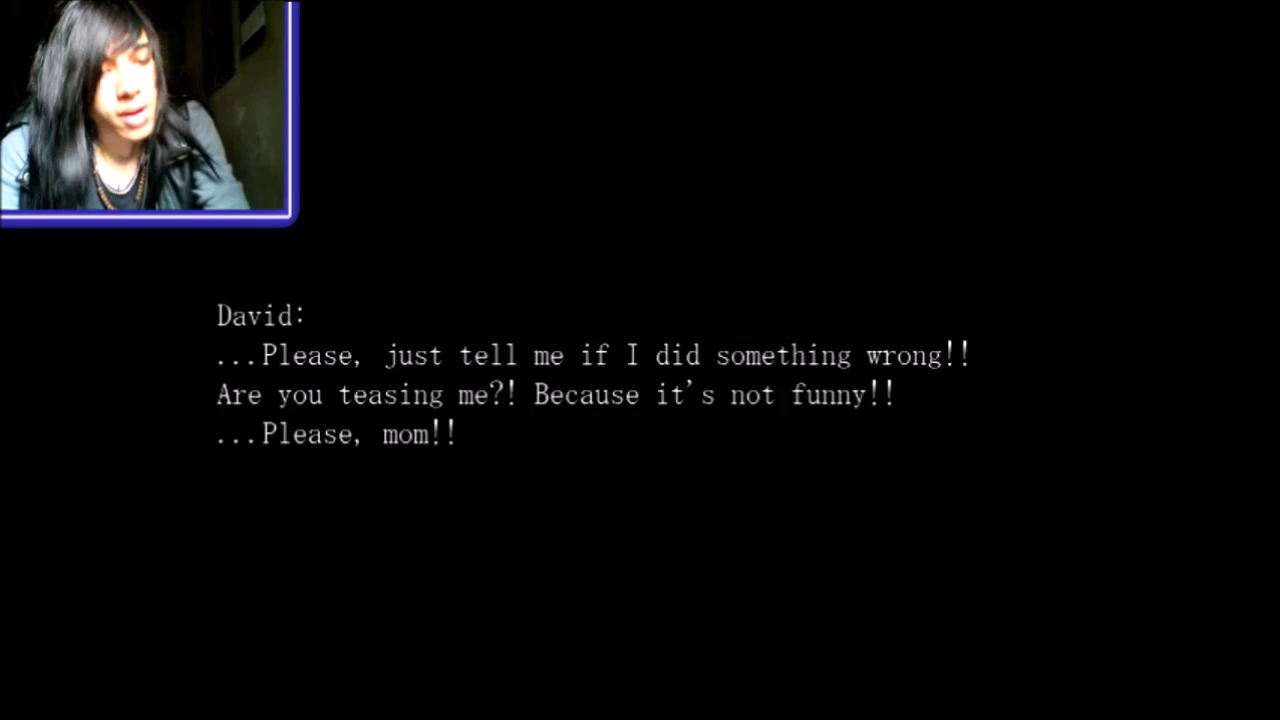 David:
...Please, just tell me if I did something wrong!!
Are you teasing me?! Because it's not funny!!
...Please, mom!!